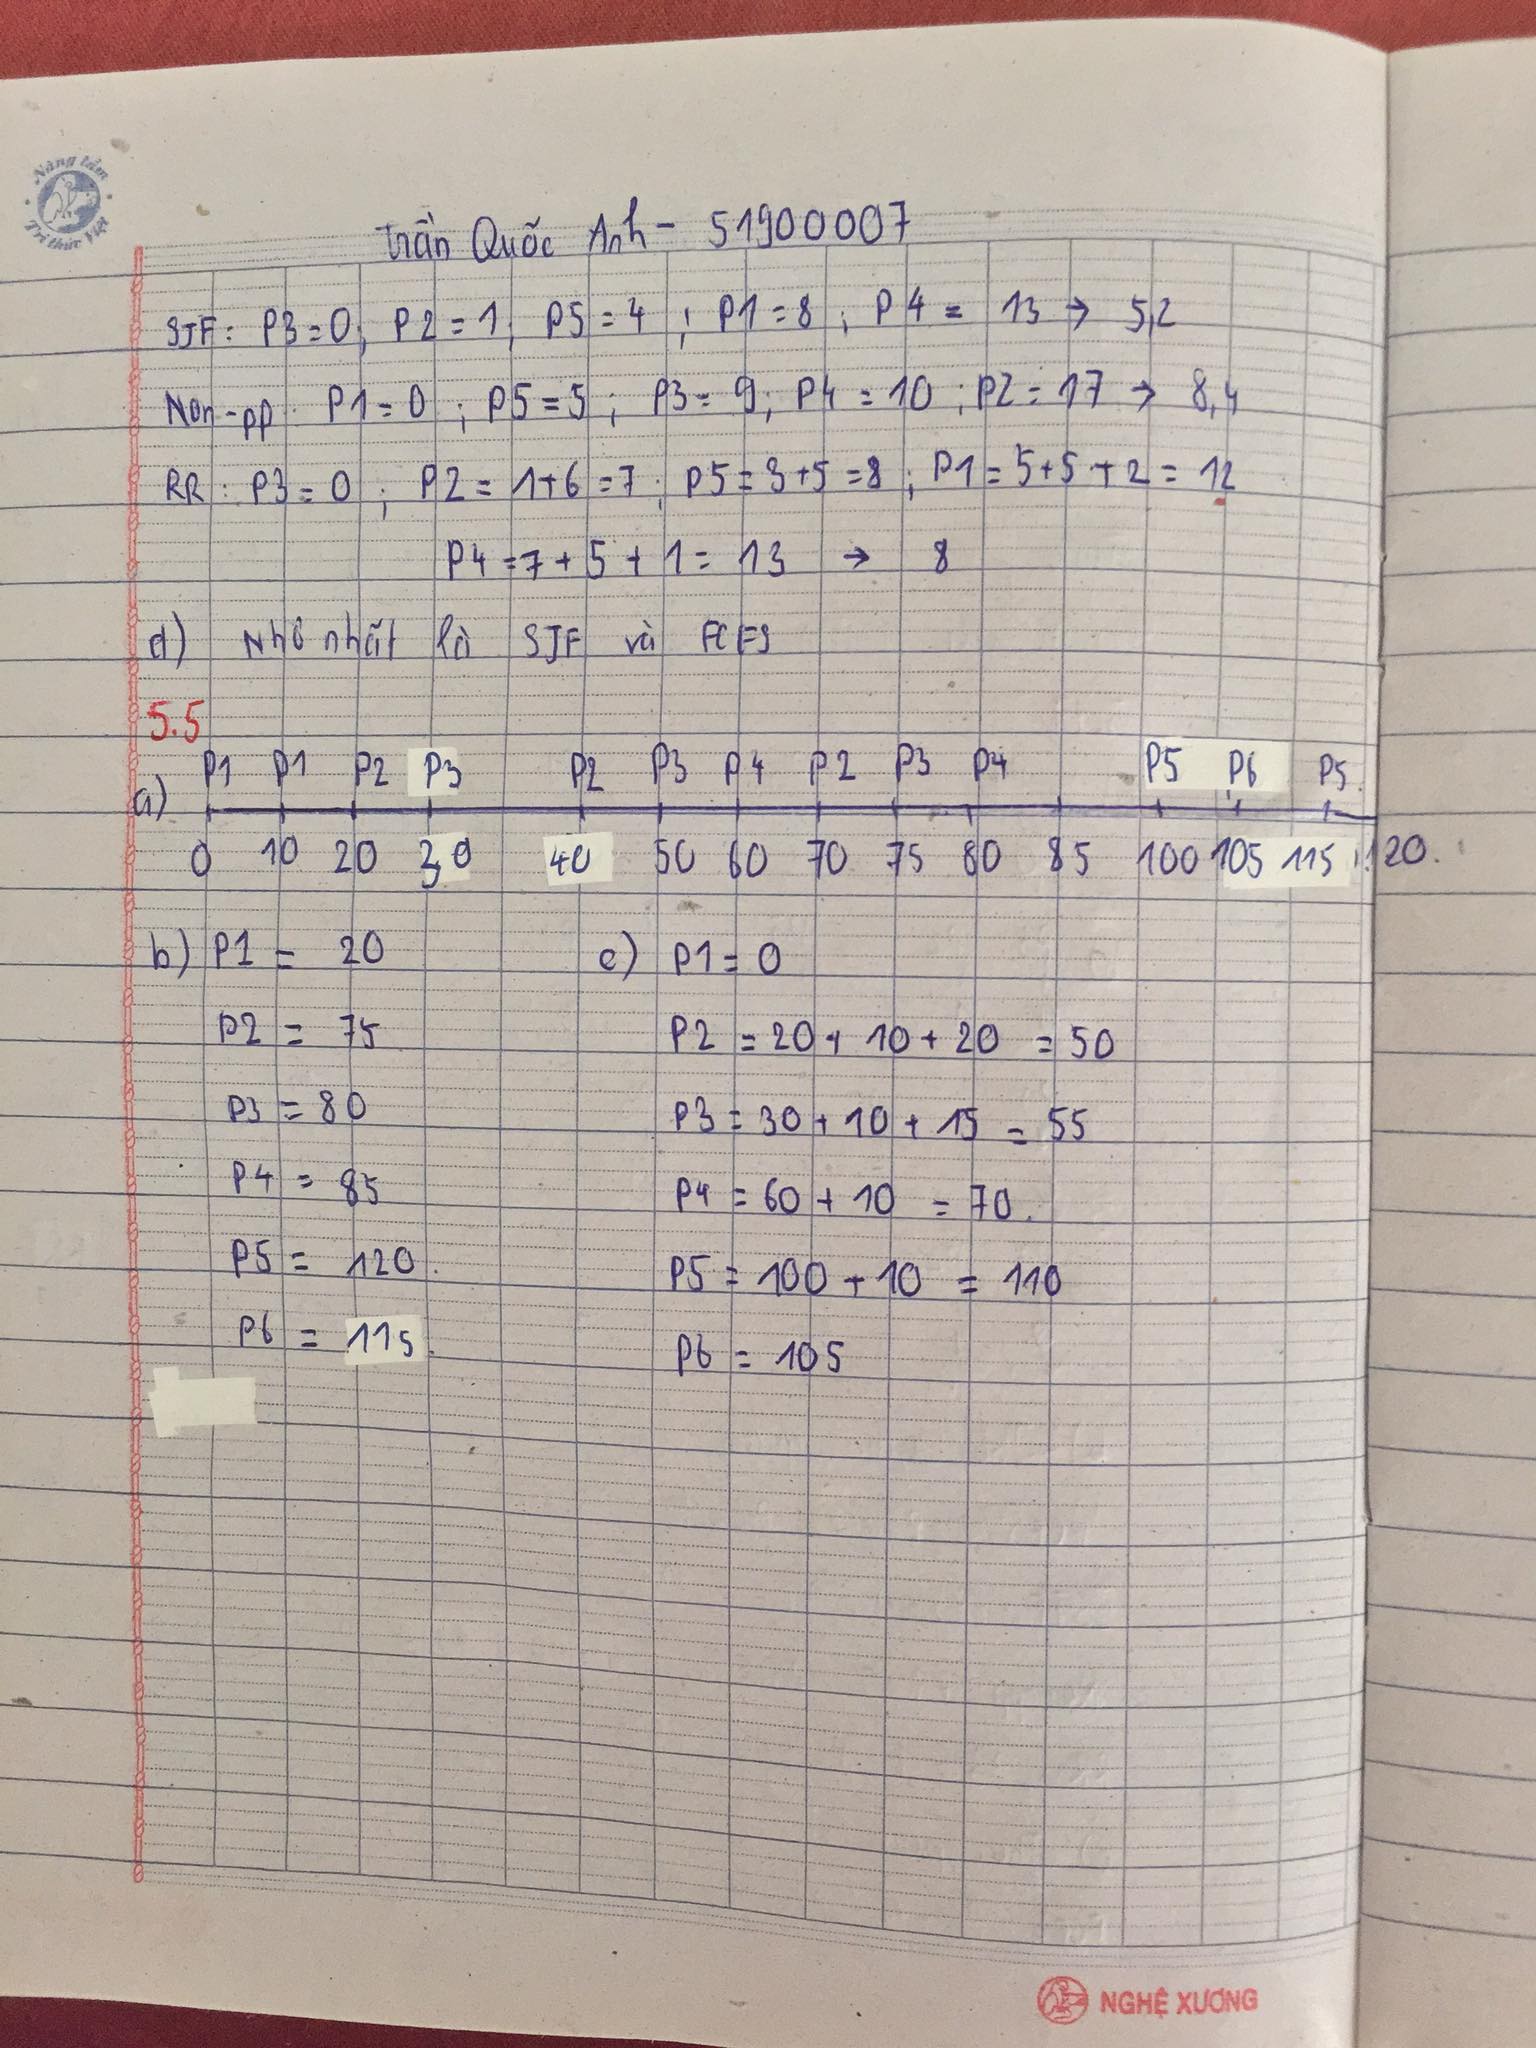 Nâng tầm
Tri thức Việt
Trần Quốc Anh - 51900007
SJF: P3=0; P2=1; P5=4; P1=8; P4=13 → 5,2
Non-pp: P1=0; P5=5; P3=9; P4=10; P2=17 → 8,4
RR: P3=0; P2=1+6=7; P5=3+5=8; P1=5+5+2=12
P4=7+5+1=13 → 8
d) Nhỏ nhất là SJF và FCFS
5.5
P1 P1 P2 P3 P2 P3 P4 P2 P3 P4 P5 P6 P5
a)
0 10 20 30 40 50 60 70 75 80 85 100 105 115 120.
b) P1 = 20 c) P1 = 0
P2 = 75 P2 = 20 + 10 + 20 = 50
P3 = 80 P3 = 30 + 10 + 15 = 55
P4 = 85 P4 = 60 + 10 = 70.
P5 = 120. P5 = 100 + 10 = 110
P6 = 115. P6 = 105
NGHỆ XƯƠNG